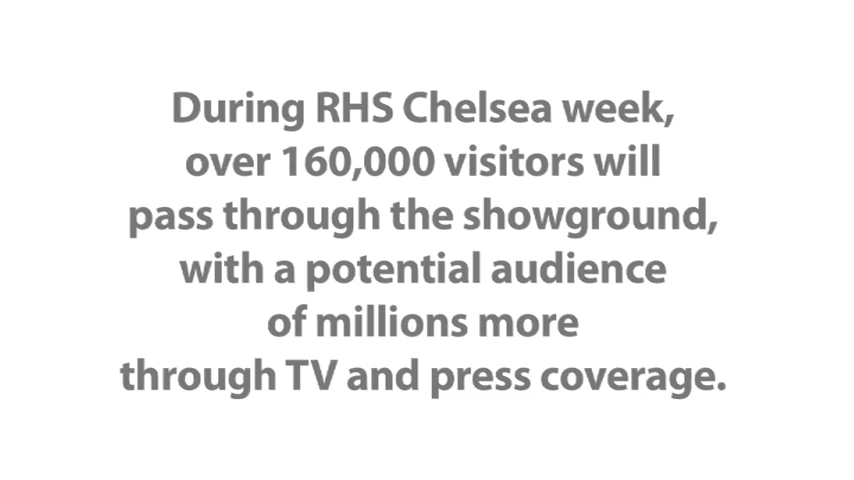 During RHS Chelsea week,
over 160,000 visitors will
pass through the showground,
with a potential audience
of millions more
through TV and press coverage.